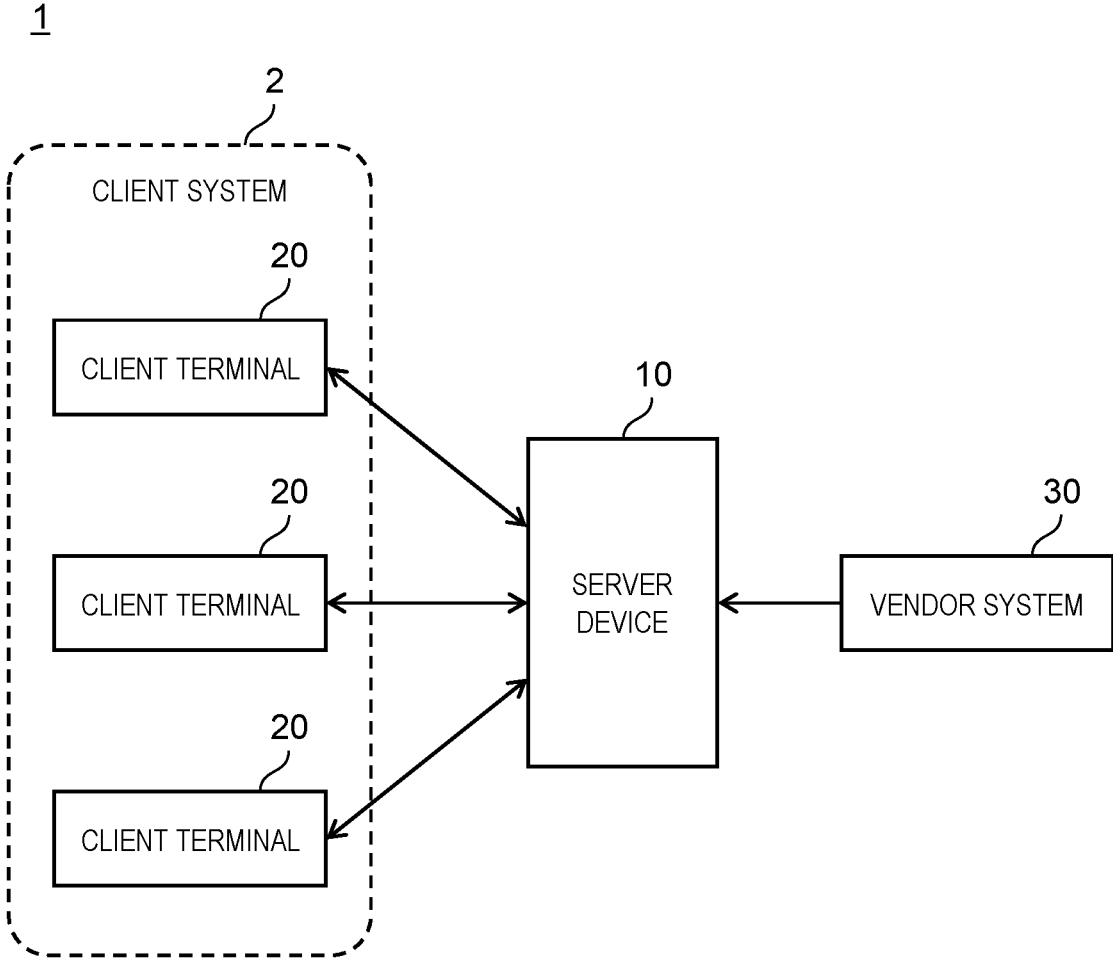 1
2
CLIENT SYSTEM
20
CLIENT TERMINAL
10
20
CLIENT TERMINAL
SERVER
DEVICE
30
VENDOR SYSTEM
20
CLIENT TERMINAL